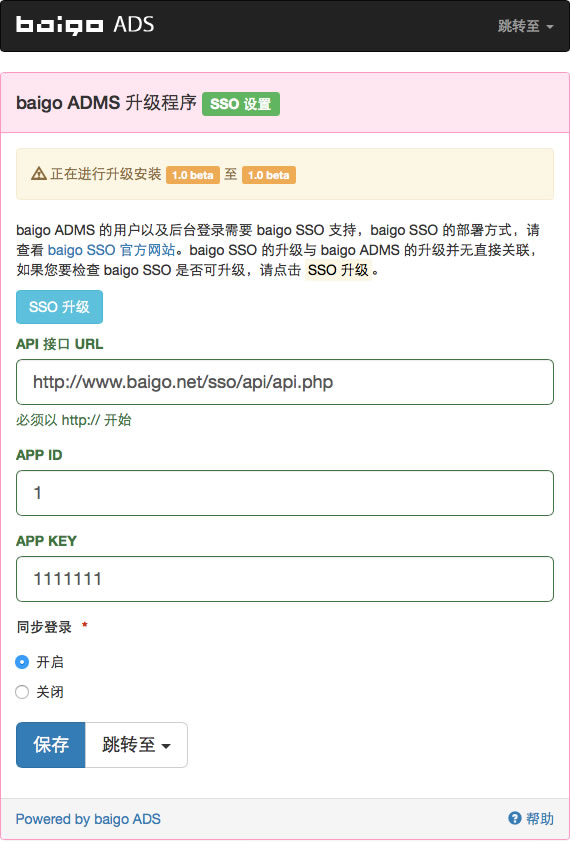 baigo ADS 跳转至
baigo ADMS 升级程序 SSO 设置
正在进行升级安装 1.0 beta 至 1.0 beta
baigo ADMS 的用户以及后台登录需要 baigo SSO 支持，baigo SSO 的部署方式，请
查看 baigo SSO 官方网站。baigo SSO 的升级与 baigo ADMS 的升级并无直接关联，
如果您要检查 baigo SSO 是否可升级，请点击 SSO 升级 。
SSO 升级
API 接口 URL
http://www.baigo.net/sso/api/api.php
必须以 http:// 开始
APP ID
1
APP KEY
1111111
同步登录 *
开启
关闭
保存 跳转至
Powered by baigo ADS 帮助